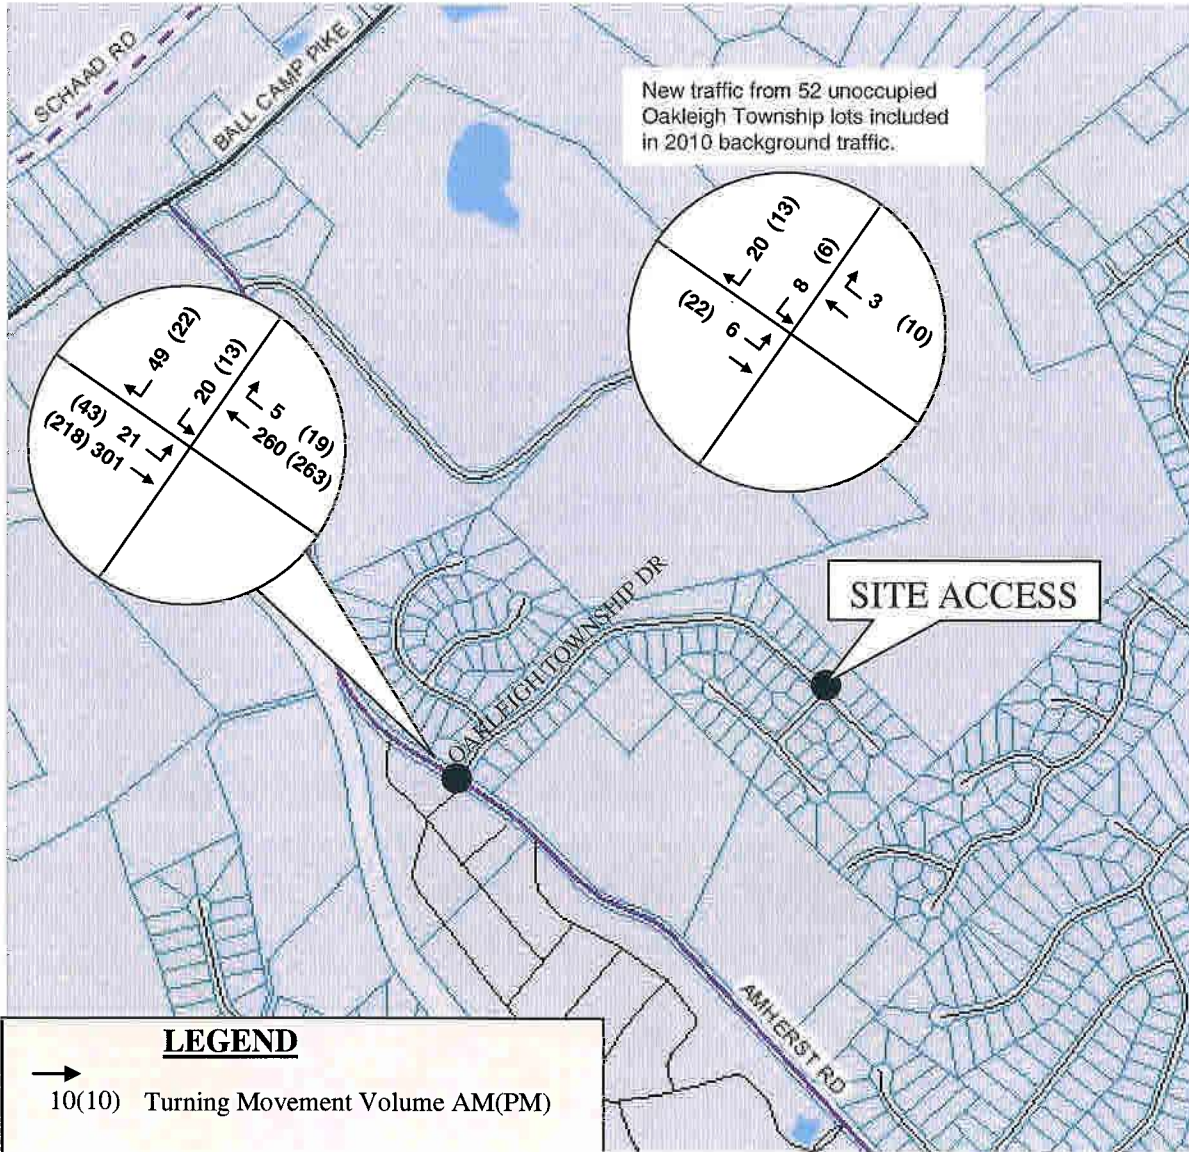 SCHAAD RD
BALL CAMP PIKE
New traffic from 52 unoccupied
Oakleigh Township lots included
in 2010 background traffic.
20 (13)
8 (6)
(22) 6
3 (10)
49 (22)
20 (13)
(43) 21
(218) 301
5 (19)
260 (263)
SITE ACCESS
OAKLEIGH TOWNSHIP DR
AMHERST RD
LEGEND
10(10) Turning Movement Volume AM(PM)